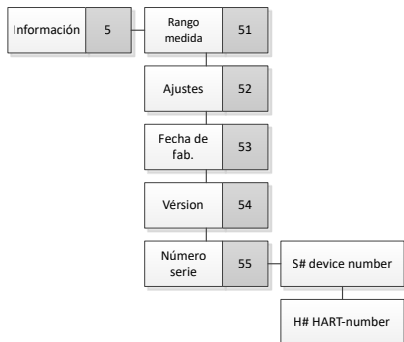 Información 5
Rango
medida
51
Ajustes 52
Fecha de
fab.
53
Vérsion 54
Número
serie
55
S# device number
H# HART-number